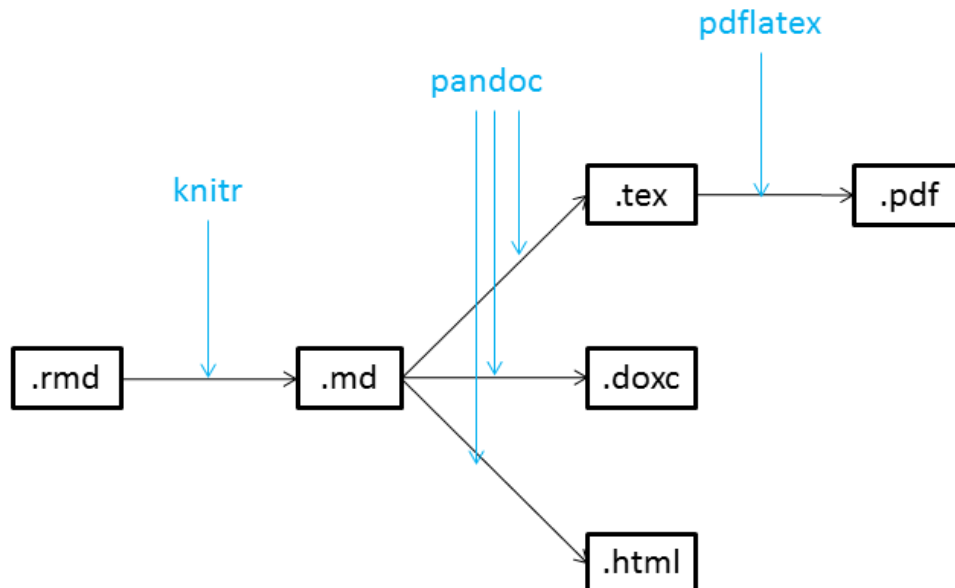 pdflatex
pandoc
knitr
.tex
.pdf
.rmd
.md
.doxc
.html